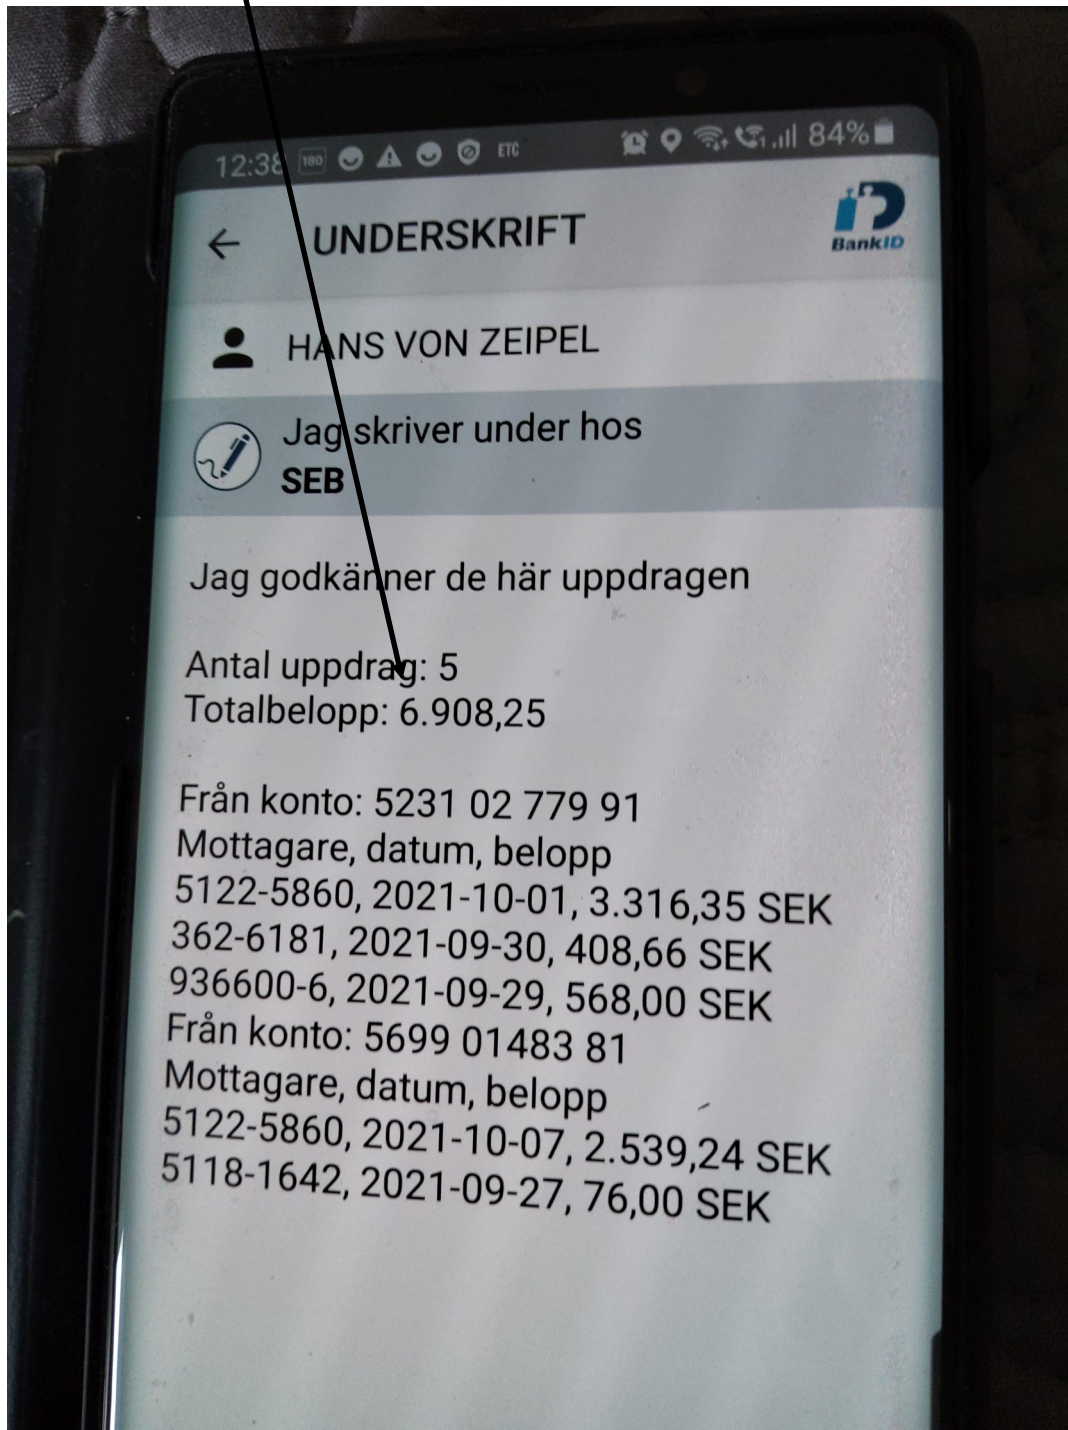 12:38 180 ETC 84%
UNDERSKRIFT
BankID
HANS VON ZEIPEL
Jag skriver under hos
SEB
Jag godkänner de här uppdragen
Antal uppdrag: 5
Totalbelopp: 6.908,25
Från konto: 5231 02 779 91
Mottagare, datum, belopp
5122-5860, 2021-10-01, 3.316,35 SEK
362-6181, 2021-09-30, 408,66 SEK
936600-6, 2021-09-29, 568,00 SEK
Från konto: 5699 01483 81
Mottagare, datum, belopp
5122-5860, 2021-10-07, 2.539,24 SEK
5118-1642, 2021-09-27, 76,00 SEK